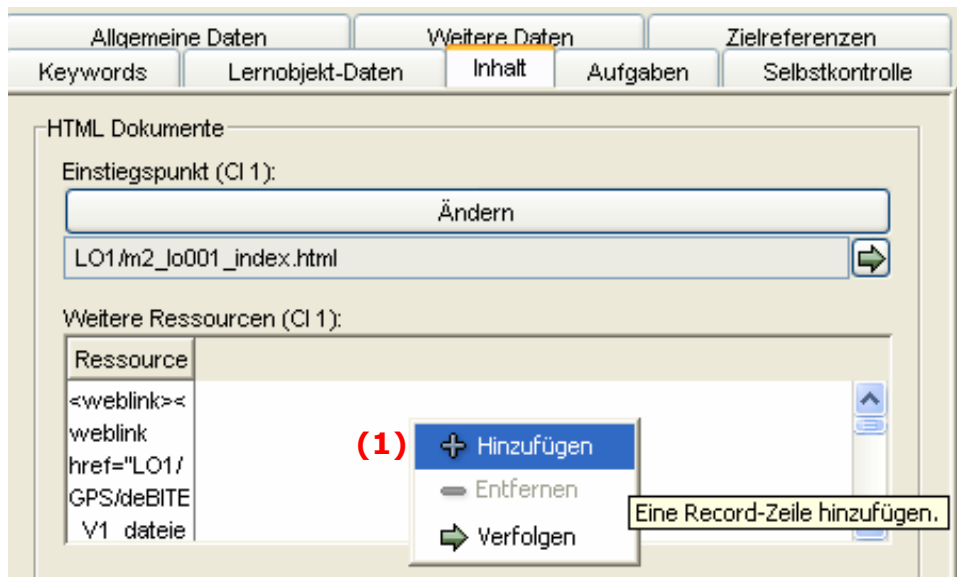 Allgemeine Daten
Weitere Daten
Zielreferenzen
Keywords
Lernobjekt-Daten
Inhalt
Aufgaben
Selbstkontrolle
HTML Dokumente
Einstiegspunkt (CI 1):
Ändern
LO1/m2_lo001_index.html
Weitere Ressourcen (CI 1):
Ressource
<weblink><
weblink
href="LO1/
GPS/deBITE
_V1_dateie
(1)
Hinzufügen
Entfernen
Verfolgen
Eine Record-Zeile hinzufügen.